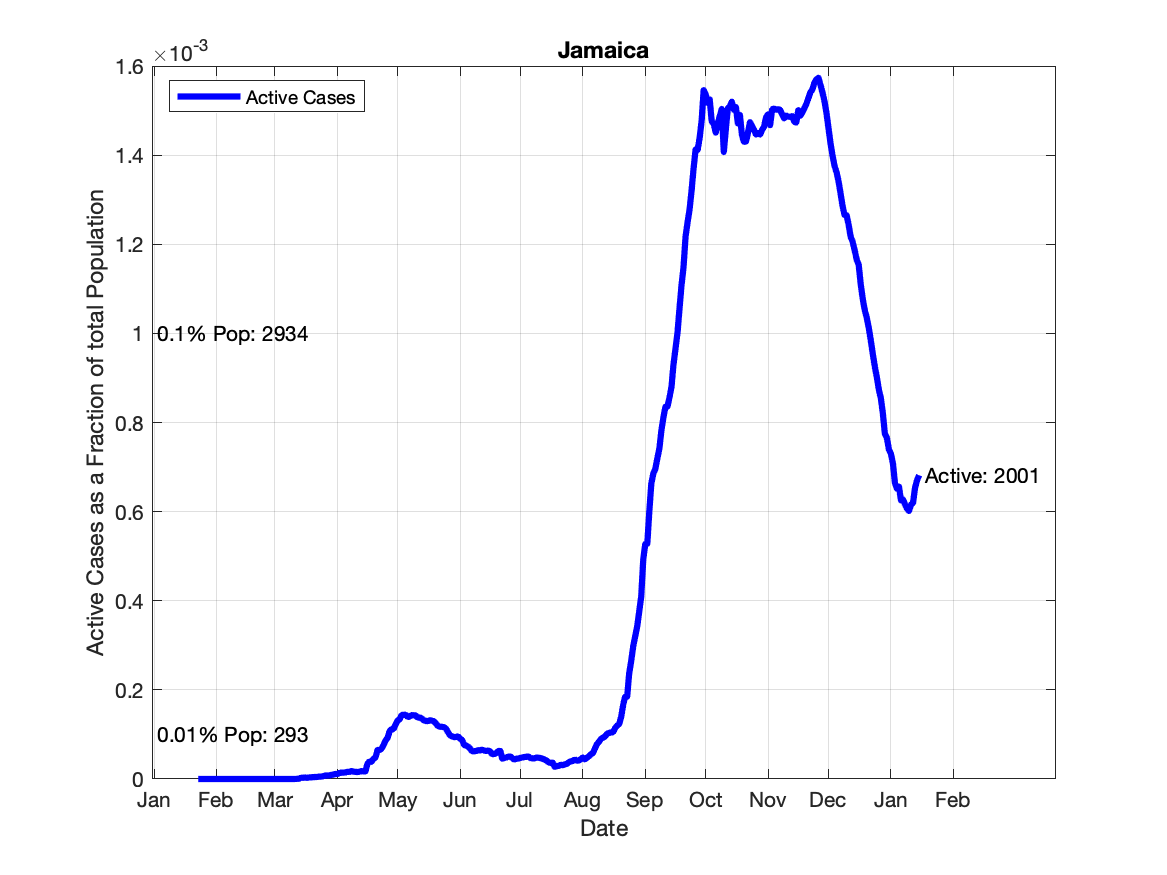 Jamaica
×10-3
1.6
1.4
1.2
1
0.8
0.6
0.4
0.2
0
Active Cases as a Fraction of total Population
Active Cases
0.1% Pop: 2934
0.01% Pop: 293
Active: 2001
Jan Feb Mar Apr May Jun Jul Aug Sep Oct Nov Dec Jan Feb
Date